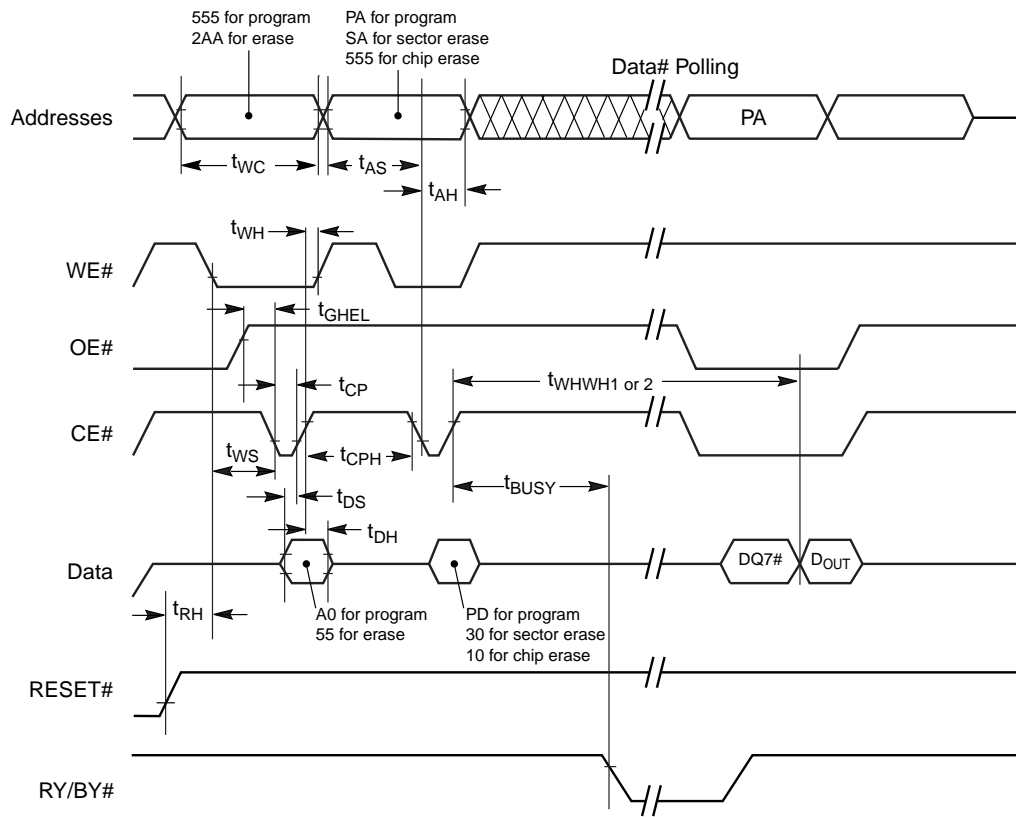 555 for program
2AA for erase
PA for program
SA for sector erase
555 for chip erase
Data# Polling
Addresses
PA
tWC
tAS
tAH
tWH
WE#
tGHEL
OE#
tCP
tWHWH1 or 2
CE#
tWS
tCPH
tBUSY
tDS
tDH
Data
DQ7#
DOUT
tRH
A0 for program
55 for erase
PD for program
30 for sector erase
10 for chip erase
RESET#
RY/BY#